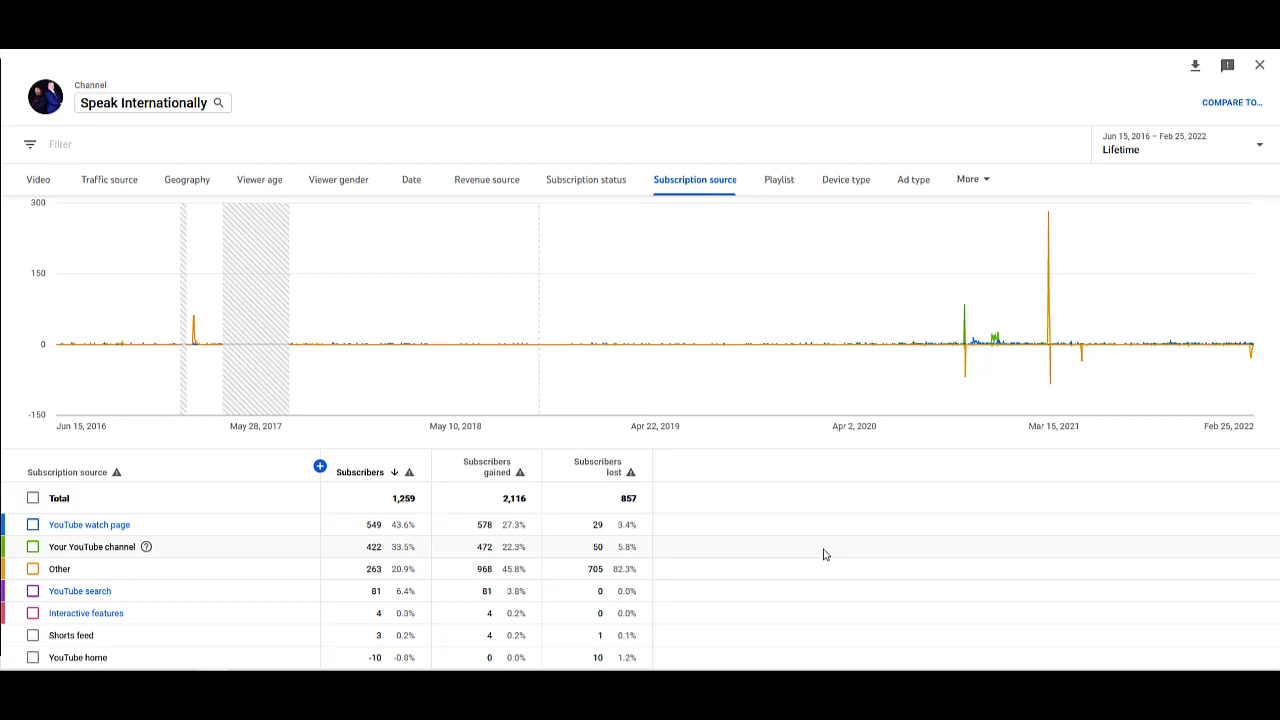 Channel
Speak Internationally
COMPARE TO...
Filter
Jun 15, 2016 – Feb 25, 2022
Lifetime
Video Traffic source Geography Viewer age Viewer gender Date Revenue source Subscription status Subscription source Playlist Device type Ad type More
300
150
0
-150
Jun 15, 2016 May 28, 2017 May 10, 2018 Apr 22, 2019 Apr 2, 2020 Mar 15, 2021 Feb 25, 2022
Subscription source Subscribers Subscribers gained Subscribers lost
Total 1,259 2,116 857
YouTube watch page 549 43.6% 578 27.3% 29 3.4%
Your YouTube channel 422 33.5% 472 22.3% 50 5.8%
Other 263 20.9% 968 45.8% 705 82.3%
YouTube search 81 6.4% 81 3.8% 0 0.0%
Interactive features 4 0.3% 4 0.2% 0 0.0%
Shorts feed 3 0.2% 4 0.2% 1 0.1%
YouTube home -10 -0.8% 0 0.0% 10 1.2%